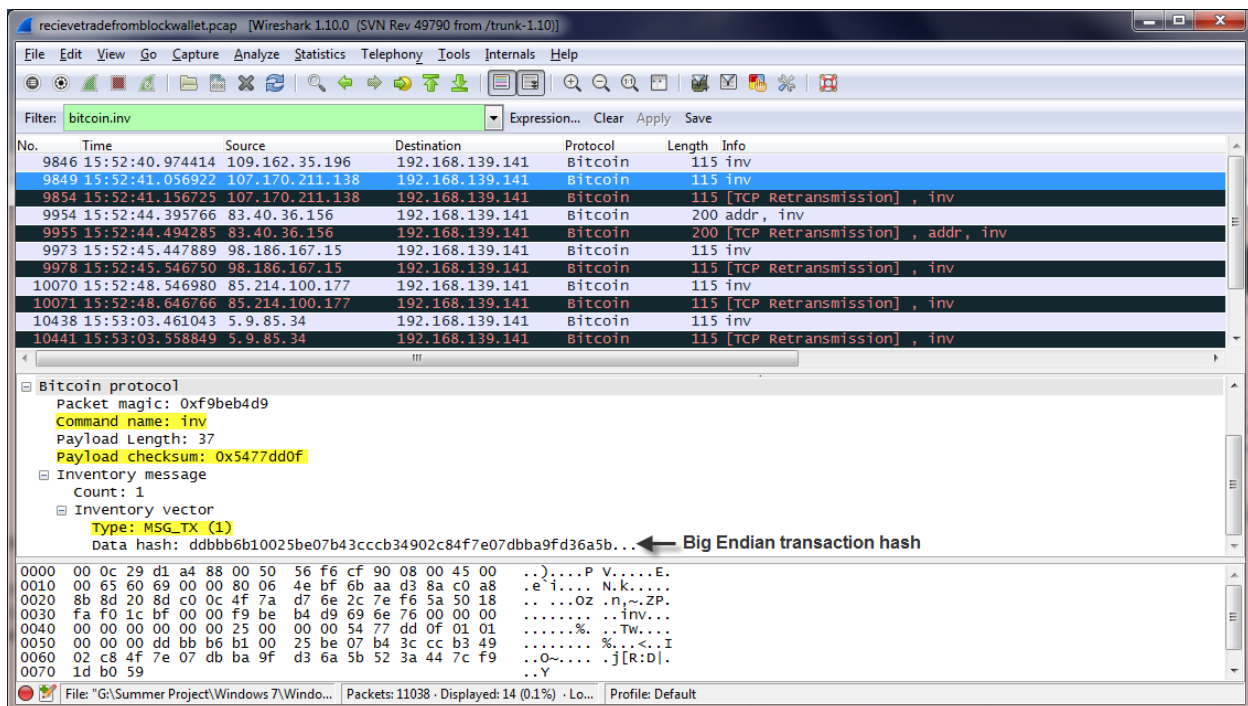 recievetradefromblockwallet.pcap [Wireshark 1.10.0 (SVN Rev 49790 from /trunk-1.10)]
File Edit View Go Capture Analyze Statistics Telephony Tools Internals Help
Filter: bitcoin.inv Expression... Clear Apply Save
No. Time Source Destination Protocol Length Info
9846 15:52:40.974414 109.162.35.196 192.168.139.141 Bitcoin 115 inv
9849 15:52:41.056922 107.170.211.138 192.168.139.141 Bitcoin 115 inv
9854 15:52:41.156725 107.170.211.138 192.168.139.141 Bitcoin 115 [TCP Retransmission] , inv
9954 15:52:44.395766 83.40.36.156 192.168.139.141 Bitcoin 200 addr, inv
9955 15:52:44.494285 83.40.36.156 192.168.139.141 Bitcoin 200 [TCP Retransmission] , addr, inv
9973 15:52:45.447889 98.186.167.15 192.168.139.141 Bitcoin 115 inv
9978 15:52:45.546750 98.186.167.15 192.168.139.141 Bitcoin 115 [TCP Retransmission] , inv
10070 15:52:48.546980 85.214.100.177 192.168.139.141 Bitcoin 115 inv
10071 15:52:48.646766 85.214.100.177 192.168.139.141 Bitcoin 115 [TCP Retransmission] , inv
10438 15:53:03.461043 5.9.85.34 192.168.139.141 Bitcoin 115 inv
10441 15:53:03.558849 5.9.85.34 192.168.139.141 Bitcoin 115 [TCP Retransmission] , inv
Bitcoin protocol
Packet magic: 0xf9beb4d9
Command name: inv
Payload Length: 37
Payload checksum: 0x5477dd0f
Inventory message
Count: 1
Inventory vector
Type: MSG_TX (1)
Data hash: ddbbb6b10025be07b43cccb34902c84f7e07dbba9fd36a5b... Big Endian transaction hash
0000 00 0c 29 d1 a4 88 00 50 56 f6 cf 90 08 00 45 00 ..)....P V.....E.
0010 00 65 60 69 00 00 80 06 4e bf 6b aa d3 8a c0 a8 .e`i.... N.k.....
0020 8b 8d 20 8d c0 0c 4f 7a d7 6e 2c 7e f6 5a 50 18 .. ...Oz .n,~.ZP.
0030 fa f0 1c bf 00 00 f9 be b4 d9 69 6e 76 00 00 00 ........ ..inv...
0040 00 00 00 00 00 00 25 00 00 00 54 77 dd 0f 01 01 ......%. ..Tw....
0050 00 00 00 dd bb b6 b1 00 25 be 07 b4 3c cc b3 49 ........ %...<..I
0060 02 c8 4f 7e 07 db ba 9f d3 6a 5b 52 3a 44 7c f9 ..O~.... .j[R:D|.
0070 1d b0 59 ..Y
File: "G:\Summer Project\Windows 7\Windo... Packets: 11038 · Displayed: 14 (0.1%) · Lo... Profile: Default